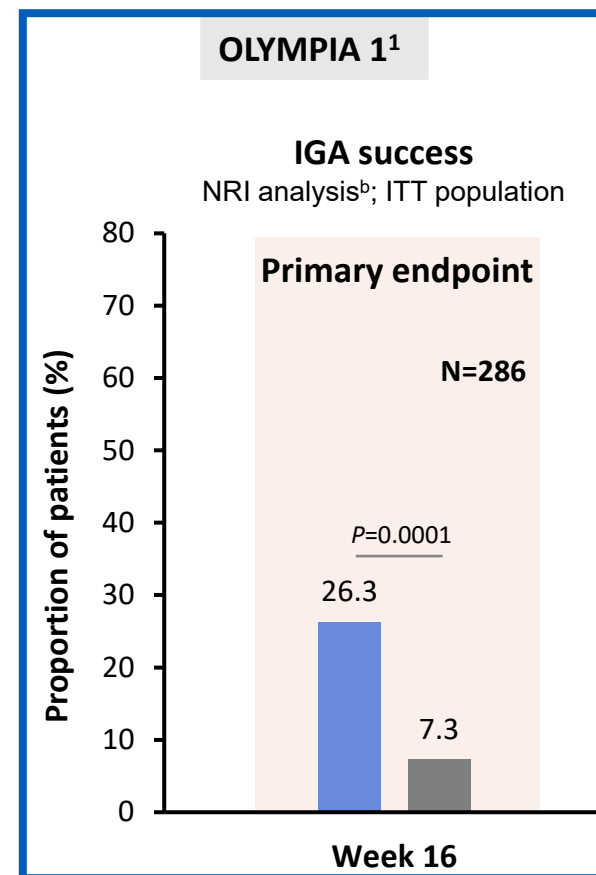 OLYMPIA 1¹
IGA success
NRI analysisᵇ; ITT population
Proportion of patients (%)
80
70
60
50
40
30
20
10
0
Primary endpoint
N=286
P=0.0001
26.3
7.3
Week 16